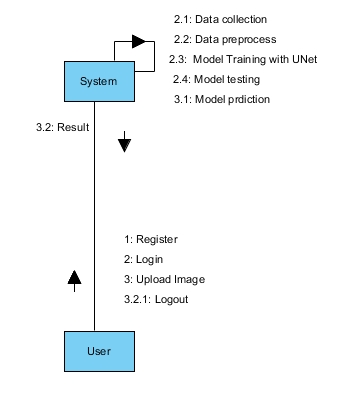 2.1: Data collection
2.2: Data preprocess
2.3: Model Training with UNet
System
2.4: Model testing
3.1: Model prdiction
3.2: Result
1: Register
2: Login
3: Upload Image
3.2.1: Logout
User